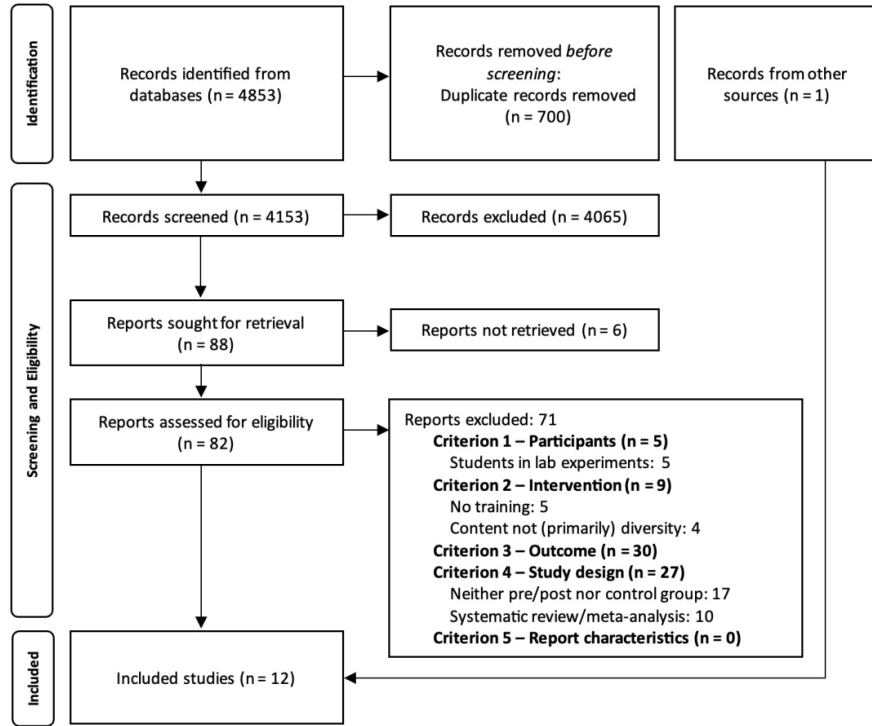 Identification
Records identified from
databases (n = 4853)
Records removed before
screening:
Duplicate records removed
(n = 700)
Records from other
sources (n = 1)
Screening and Eligibility
Records screened (n = 4153)
Records excluded (n = 4065)
Reports sought for retrieval
(n = 88)
Reports not retrieved (n = 6)
Reports assessed for eligibility
(n = 82)
Reports excluded: 71
Criterion 1 – Participants (n = 5)
Students in lab experiments: 5
Criterion 2 – Intervention (n = 9)
No training: 5
Content not (primarily) diversity: 4
Criterion 3 – Outcome (n = 30)
Criterion 4 – Study design (n = 27)
Neither pre/post nor control group: 17
Systematic review/meta-analysis: 10
Criterion 5 – Report characteristics (n = 0)
Included
Included studies (n = 12)